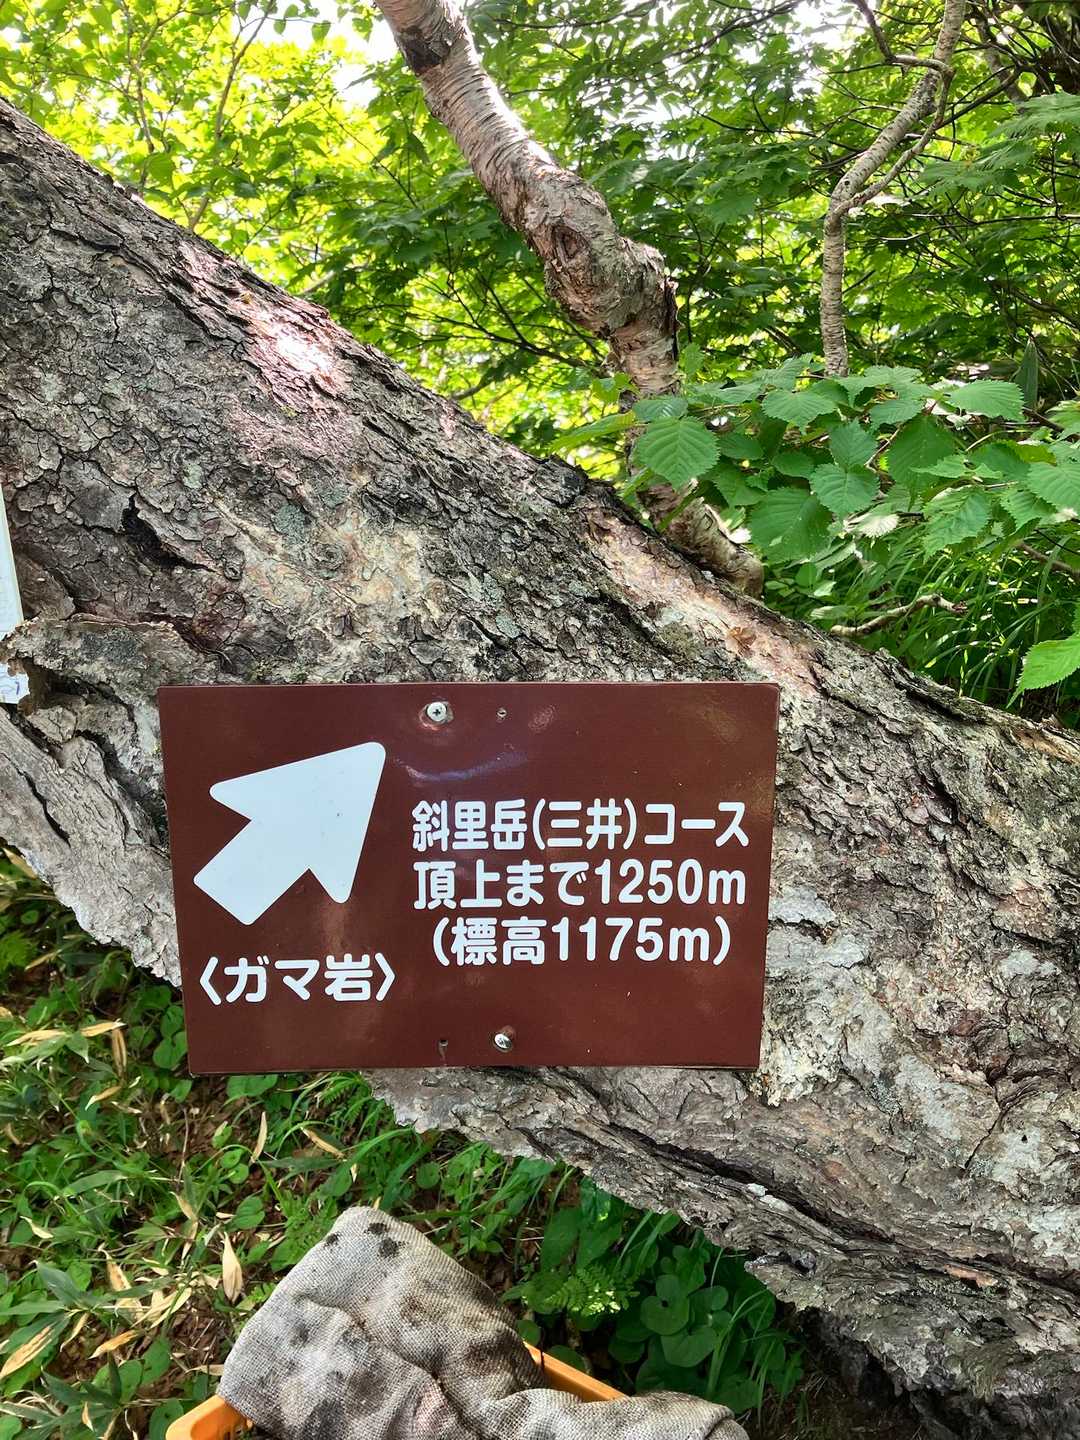 斜里岳(三井)コース
頂上まで1250m
(標高1175m)
〈ガマ岩〉